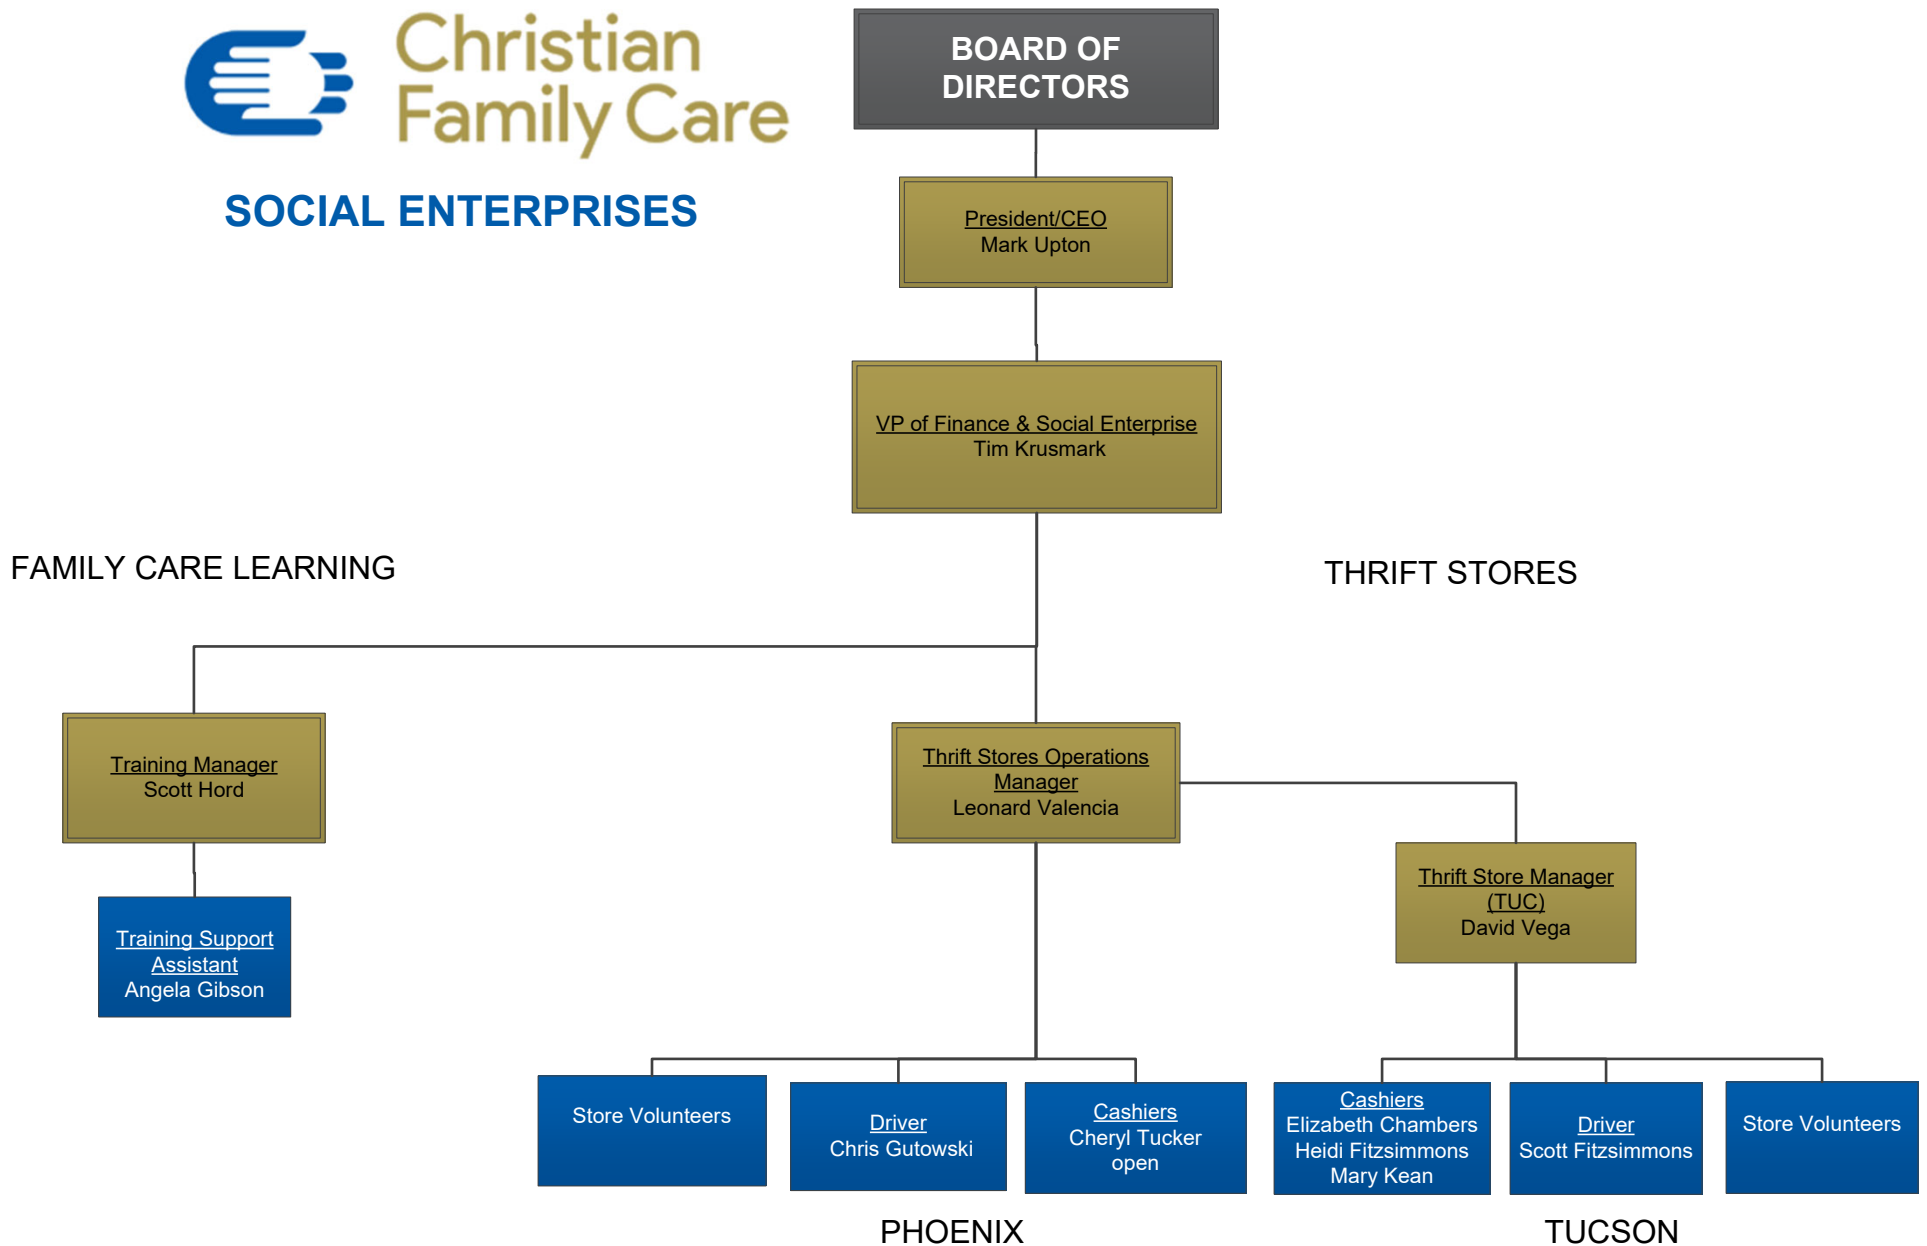 Christian
Family Care
SOCIAL ENTERPRISES
BOARD OF
DIRECTORS
President/CEO
Mark Upton
VP of Finance & Social Enterprise
Tim Krusmark
FAMILY CARE LEARNING
THRIFT STORES
Training Manager
Scott Hord
Thrift Stores Operations
Manager
Leonard Valencia
Thrift Store Manager
(TUC)
David Vega
Training Support
Assistant
Angela Gibson
Store Volunteers
Driver
Chris Gutowski
Cashiers
Cheryl Tucker
open
Cashiers
Elizabeth Chambers
Heidi Fitzsimmons
Mary Kean
Driver
Scott Fitzsimmons
Store Volunteers
PHOENIX
TUCSON